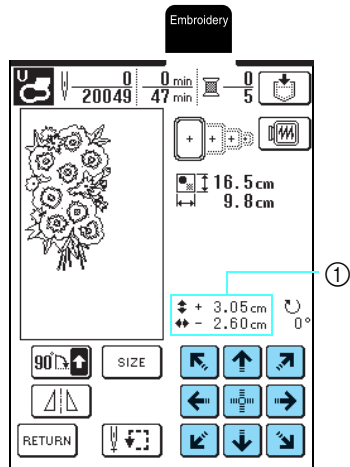 Embroidery
U 0 0 min 0
20049 47 min 5
16.5cm
9.8cm
1
+ 3.05cm
- 2.60cm 0°
90° SIZE
RETURN